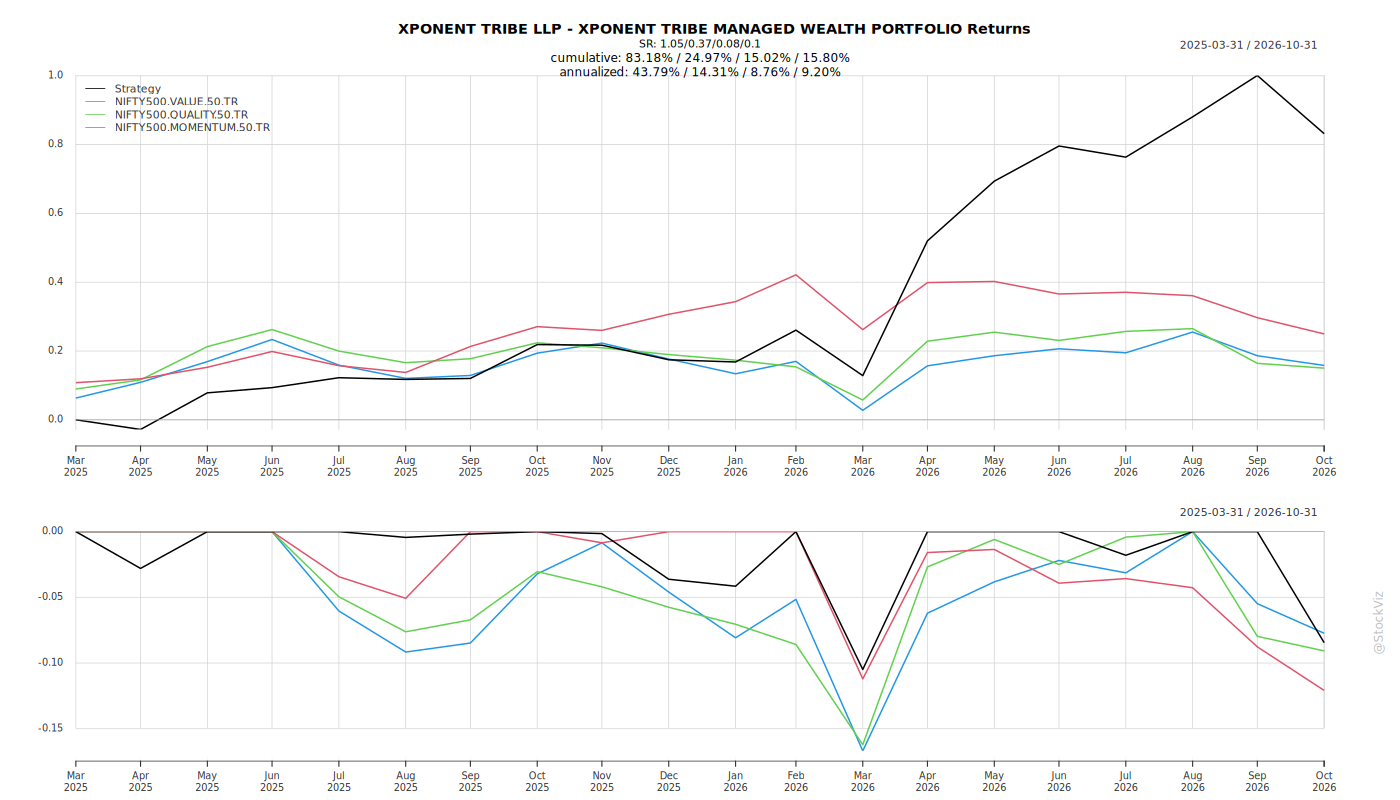 XPONENT TRIBE LLP - XPONENT TRIBE MANAGED WEALTH PORTFOLIO Returns
SR: 1.05/0.37/0.08/0.1
2025-03-31 / 2026-10-31
cumulative: 83.18% / 24.97% / 15.02% / 15.80%
annualized: 43.79% / 14.31% / 8.76% / 9.20%
1.0
Strategy
NIFTY500.VALUE.50.TR
NIFTY500.QUALITY.50.TR
NIFTY500.MOMENTUM.50.TR
0.8
0.6
0.4
0.2
0.0
Mar Apr May Jun Jul Aug Sep Oct Nov Dec Jan Feb Mar Apr May Jun Jul Aug Sep Oct
2025 2025 2025 2025 2025 2025 2025 2025 2025 2025 2026 2026 2026 2026 2026 2026 2026 2026 2026 2026
2025-03-31 / 2026-10-31
0.00
-0.05
-0.10
-0.15
Mar Apr May Jun Jul Aug Sep Oct Nov Dec Jan Feb Mar Apr May Jun Jul Aug Sep Oct
2025 2025 2025 2025 2025 2025 2025 2025 2025 2025 2026 2026 2026 2026 2026 2026 2026 2026 2026 2026
@StockViz